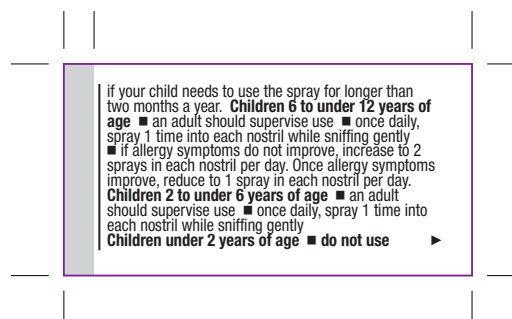 if your child needs to use the spray for longer than
two months a year. Children 6 to under 12 years of
age ■ an adult should supervise use ■ once daily,
spray 1 time into each nostril while sniffing gently
■ if allergy symptoms do not improve, increase to 2
sprays in each nostril per day. Once allergy symptoms
improve, reduce to 1 spray in each nostril per day.
Children 2 to under 6 years of age ■ an adult
should supervise use ■ once daily, spray 1 time into
each nostril while sniffing gently
Children under 2 years of age ■ do not use ►